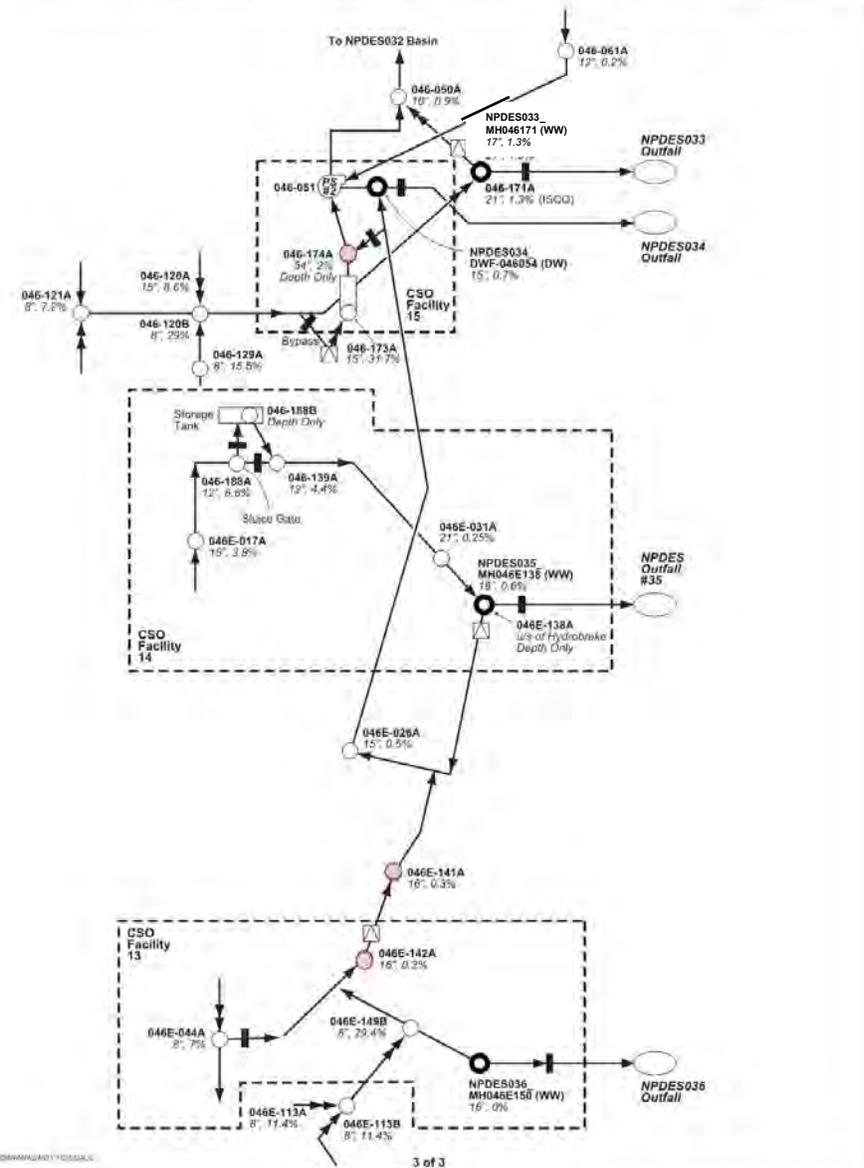 To NPDES032 Basin
046-061A
12", 0.2%
046-050A
10", 0.9%
NPDES033_
MH046171 (WW)
17", 1.3%
NPDES033
Outfall
046-051
046-171A
21", 1.3% (ISCO)
NPDES034
Outfall
046-174A
54", 2%
Depth Only
NPDES034_
DWF-046054 (DW)
15", 0.7%
046-120A
15", 8.6%
046-121A
8", 7.2%
CSO
Facility
15
046-120B
8", 29%
Bypass
046-173A
15", 31.7%
046-129A
8", 15.5%
Storage
Tank
046-188B
Depth Only
046-188A
12", 6.6%
046-139A
12", 4.4%
Sluice Gate
046E-017A
15", 3.8%
046E-031A
21", 0.25%
NPDES035_
MH046E138 (WW)
18", 0.6%
NPDES
Outfall
#35
046E-138A
u/s of Hydrobrake
Depth Only
CSO
Facility
14
046E-026A
15", 0.5%
046E-141A
16", 0.3%
CSO
Facility
13
046E-142A
16", 0.2%
046E-044A
8", 7%
046E-149B
8", 29.4%
NPDES036_
MH046E150 (WW)
16", 0%
NPDES036
Outfall
046E-113A
8", 11.4%
046E-113B
8", 11.4%
3 of 3